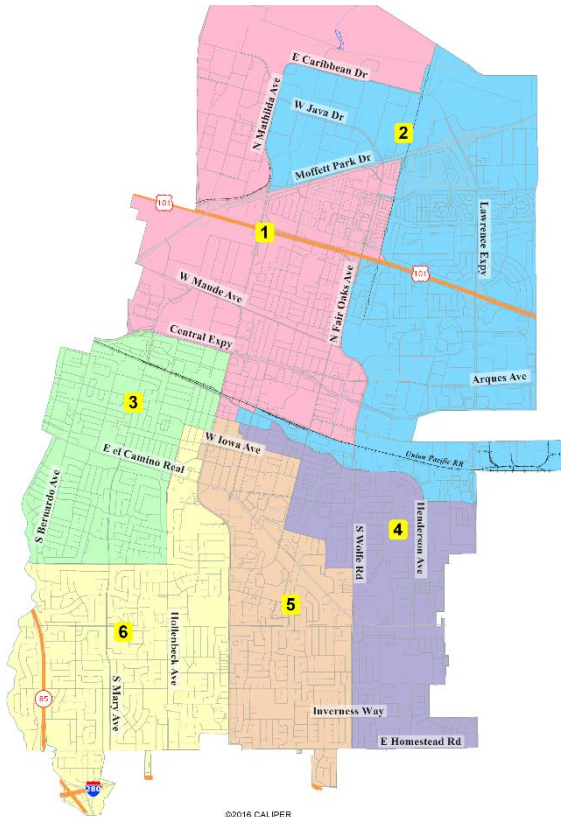 E Caribbean Dr
N Mathilda Ave
W Java Dr
2
Moffett Park Dr
101
1
Lawrence Expy
W Maude Ave
N Fair Oaks Ave
101
Central Expy
Arques Ave
3
W Iowa Ave
E el Camino Real
Union Pacific RR
S Bernardo Ave
4
S Wolfe Rd
Henderson Ave
5
6
Hollenbeck Ave
S Mary Ave
85
Inverness Way
E Homestead Rd
280
©2016 CALIPER